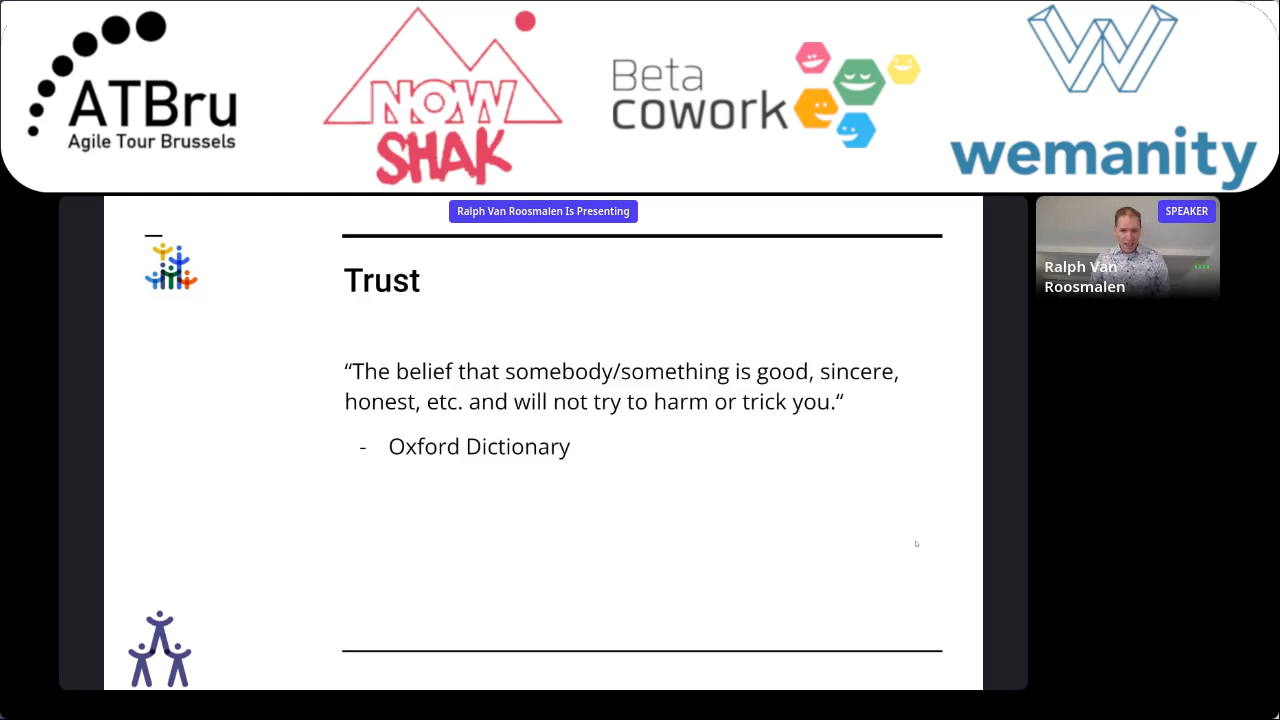 ATBru
Agile Tour Brussels
NOW
SHAK
Beta
cowork
wemanity
Ralph Van Roosmalen Is Presenting
SPEAKER
Ralph Van
Roosmalen
Trust
“The belief that somebody/something is good, sincere,
honest, etc. and will not try to harm or trick you.“
- Oxford Dictionary